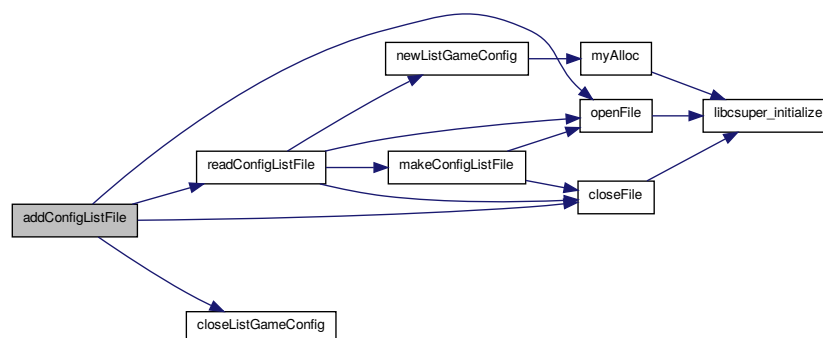 newListGameConfig
myAlloc
openFile
libcsuper_initialize
readConfigListFile
makeConfigListFile
closeFile
addConfigListFile
closeListGameConfig